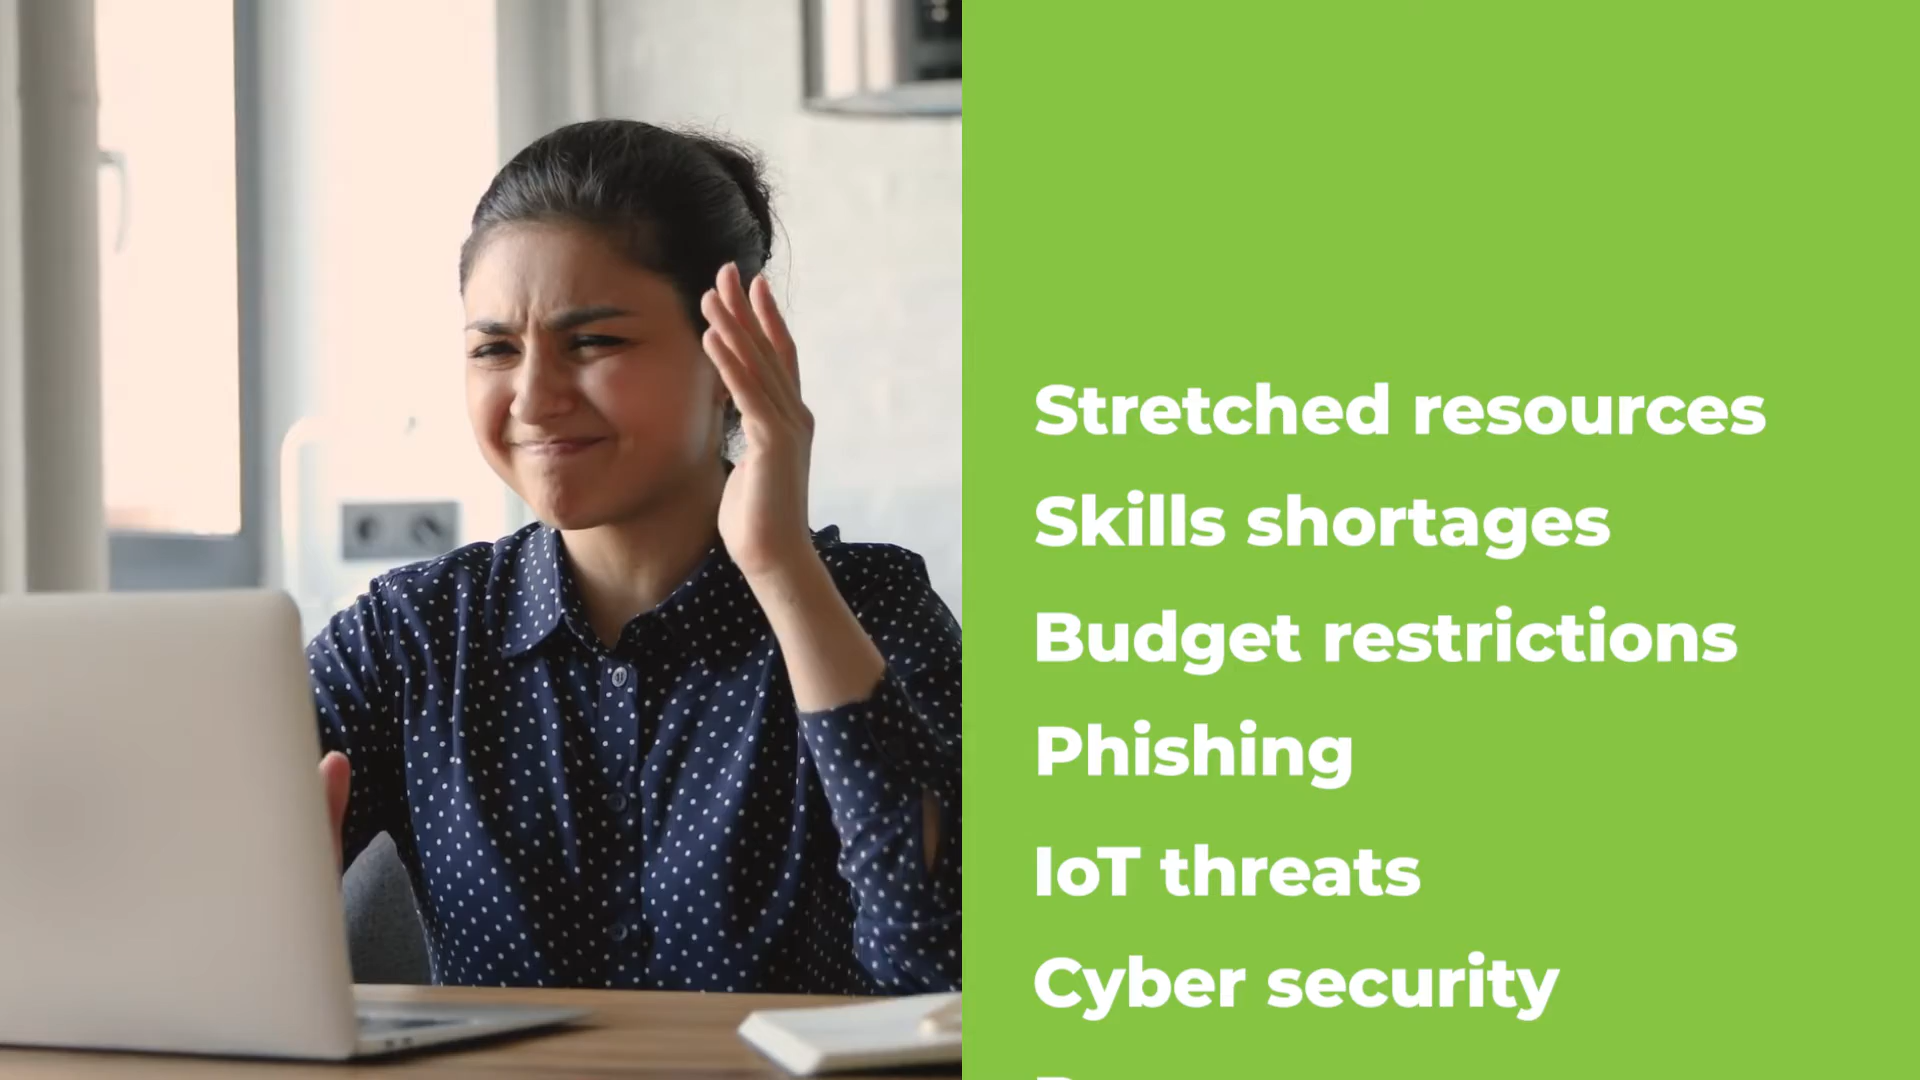 Stretched resources
Skills shortages
Budget restrictions
Phishing
IoT threats
Cyber security